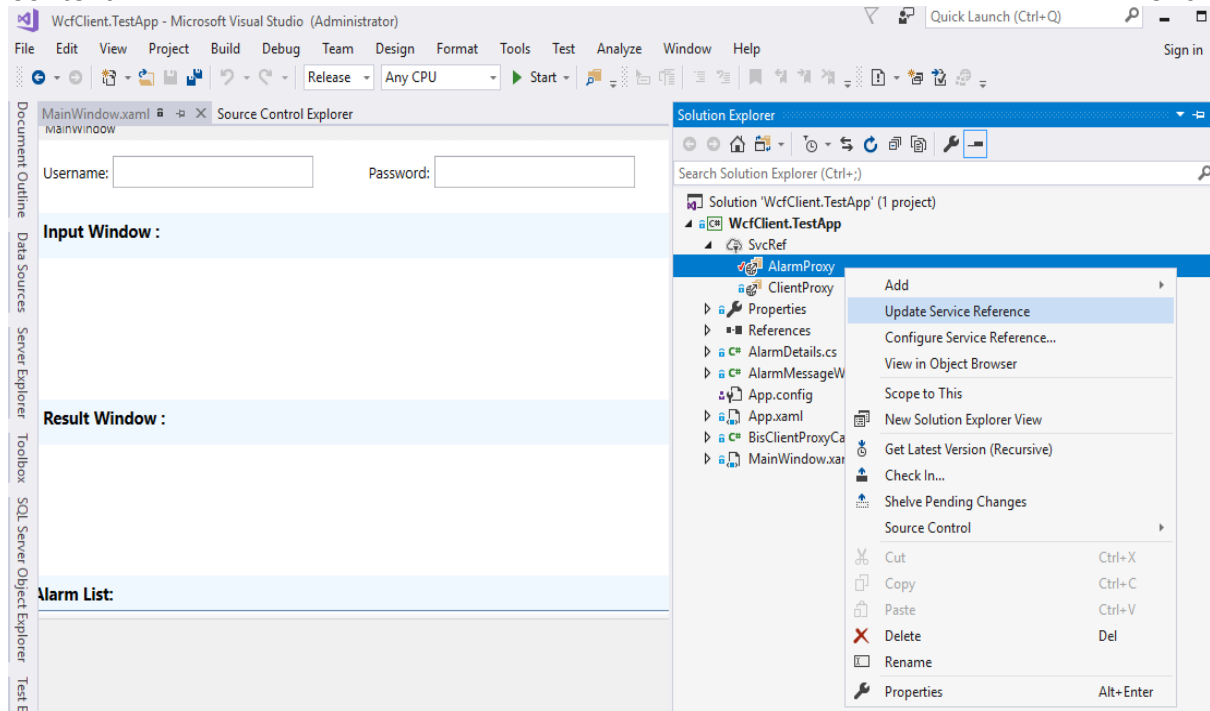 WcfClient.TestApp - Microsoft Visual Studio (Administrator)
Quick Launch (Ctrl+Q)
File Edit View Project Build Debug Team Design Format Tools Test Analyze Window Help
Sign in
Release Any CPU Start
Document Outline
Data Sources
Server Explorer
Toolbox
SQL Server Object Explorer
MainWindow.xaml Source Control Explorer
MainWindow
Username: Password:
Input Window :
Result Window :
Alarm List:
Solution Explorer
Search Solution Explorer (Ctrl+;)
Solution 'WcfClient.TestApp' (1 project)
WcfClient.TestApp
SvcRef
AlarmProxy
ClientProxy
Properties
References
AlarmDetails.cs
AlarmMessageW
App.config
App.xaml
BisClientProxyCa
MainWindow.xar
Add
Update Service Reference
Configure Service Reference...
View in Object Browser
Scope to This
New Solution Explorer View
Get Latest Version (Recursive)
Check In...
Shelve Pending Changes
Source Control
Cut Ctrl+X
Copy Ctrl+C
Paste Ctrl+V
Delete Del
Rename
Properties Alt+Enter